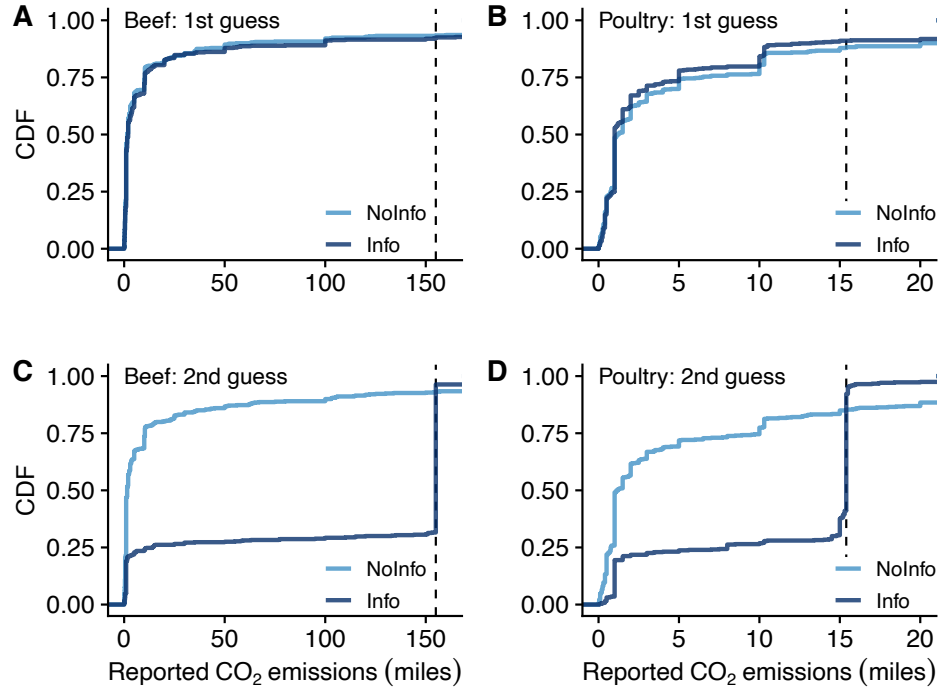 A
Beef: 1st guess
CDF
1.00
0.75
0.50
0.25
0.00
NoInfo
Info
0 50 100 150
B
Poultry: 1st guess
1.00
0.75
0.50
0.25
0.00
NoInfo
Info
0 5 10 15 20
C
Beef: 2nd guess
CDF
1.00
0.75
0.50
0.25
0.00
NoInfo
Info
0 50 100 150
Reported CO₂ emissions (miles)
D
Poultry: 2nd guess
1.00
0.75
0.50
0.25
0.00
NoInfo
Info
0 5 10 15 20
Reported CO₂ emissions (miles)